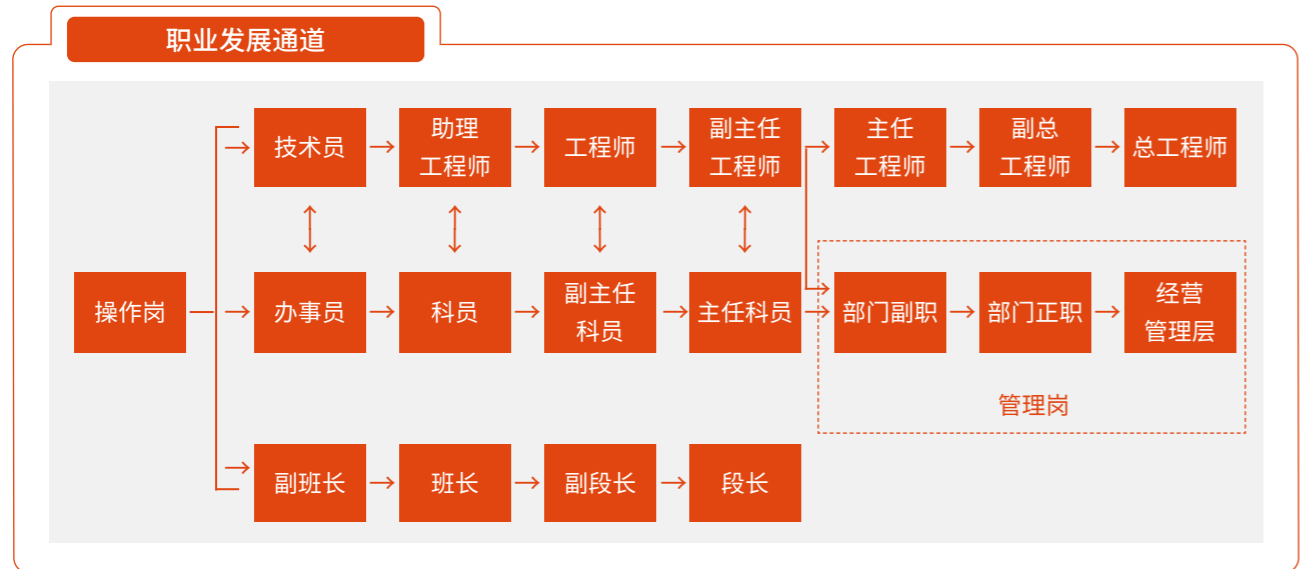 职业发展通道
技术员
助理
工程师
工程师
副主任
工程师
主任
工程师
副总
工程师
总工程师
操作岗
办事员
科员
副主任
科员
主任科员
部门副职
部门正职
经营
管理层
管理岗
副班长
班长
副段长
段长